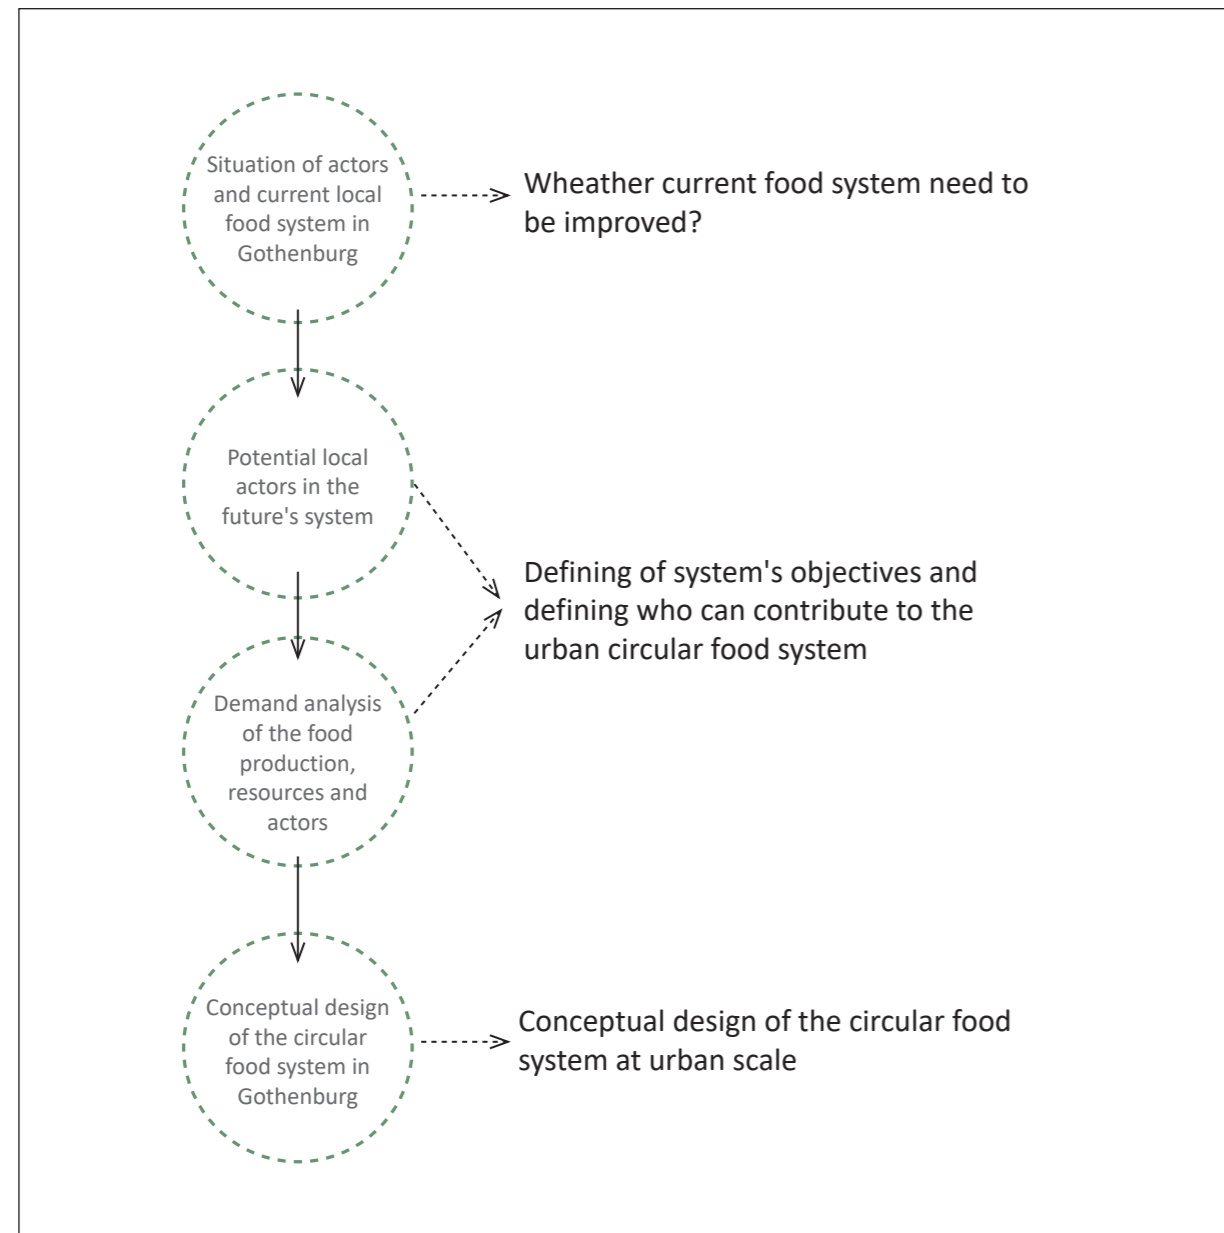 Situation of actors
and current local
food system in
Gothenburg
Wheather current food system need to
be improved?
Potential local
actors in the
future's system
Defining of system's objectives and
defining who can contribute to the
urban circular food system
Demand analysis
of the food
production,
resources and
actors
Conceptual design
of the circular
food system in
Gothenburg
Conceptual design of the circular food
system at urban scale